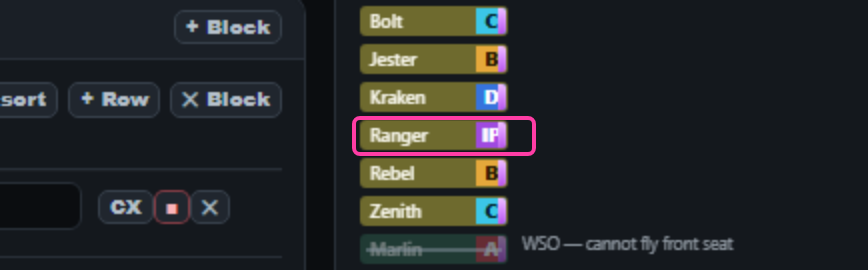 + Block
sort
+ Row
× Block
CX
×
Bolt C
Jester B
Kraken D
Ranger IP
Rebel B
Zenith C
Marlin A
WSO — cannot fly front seat